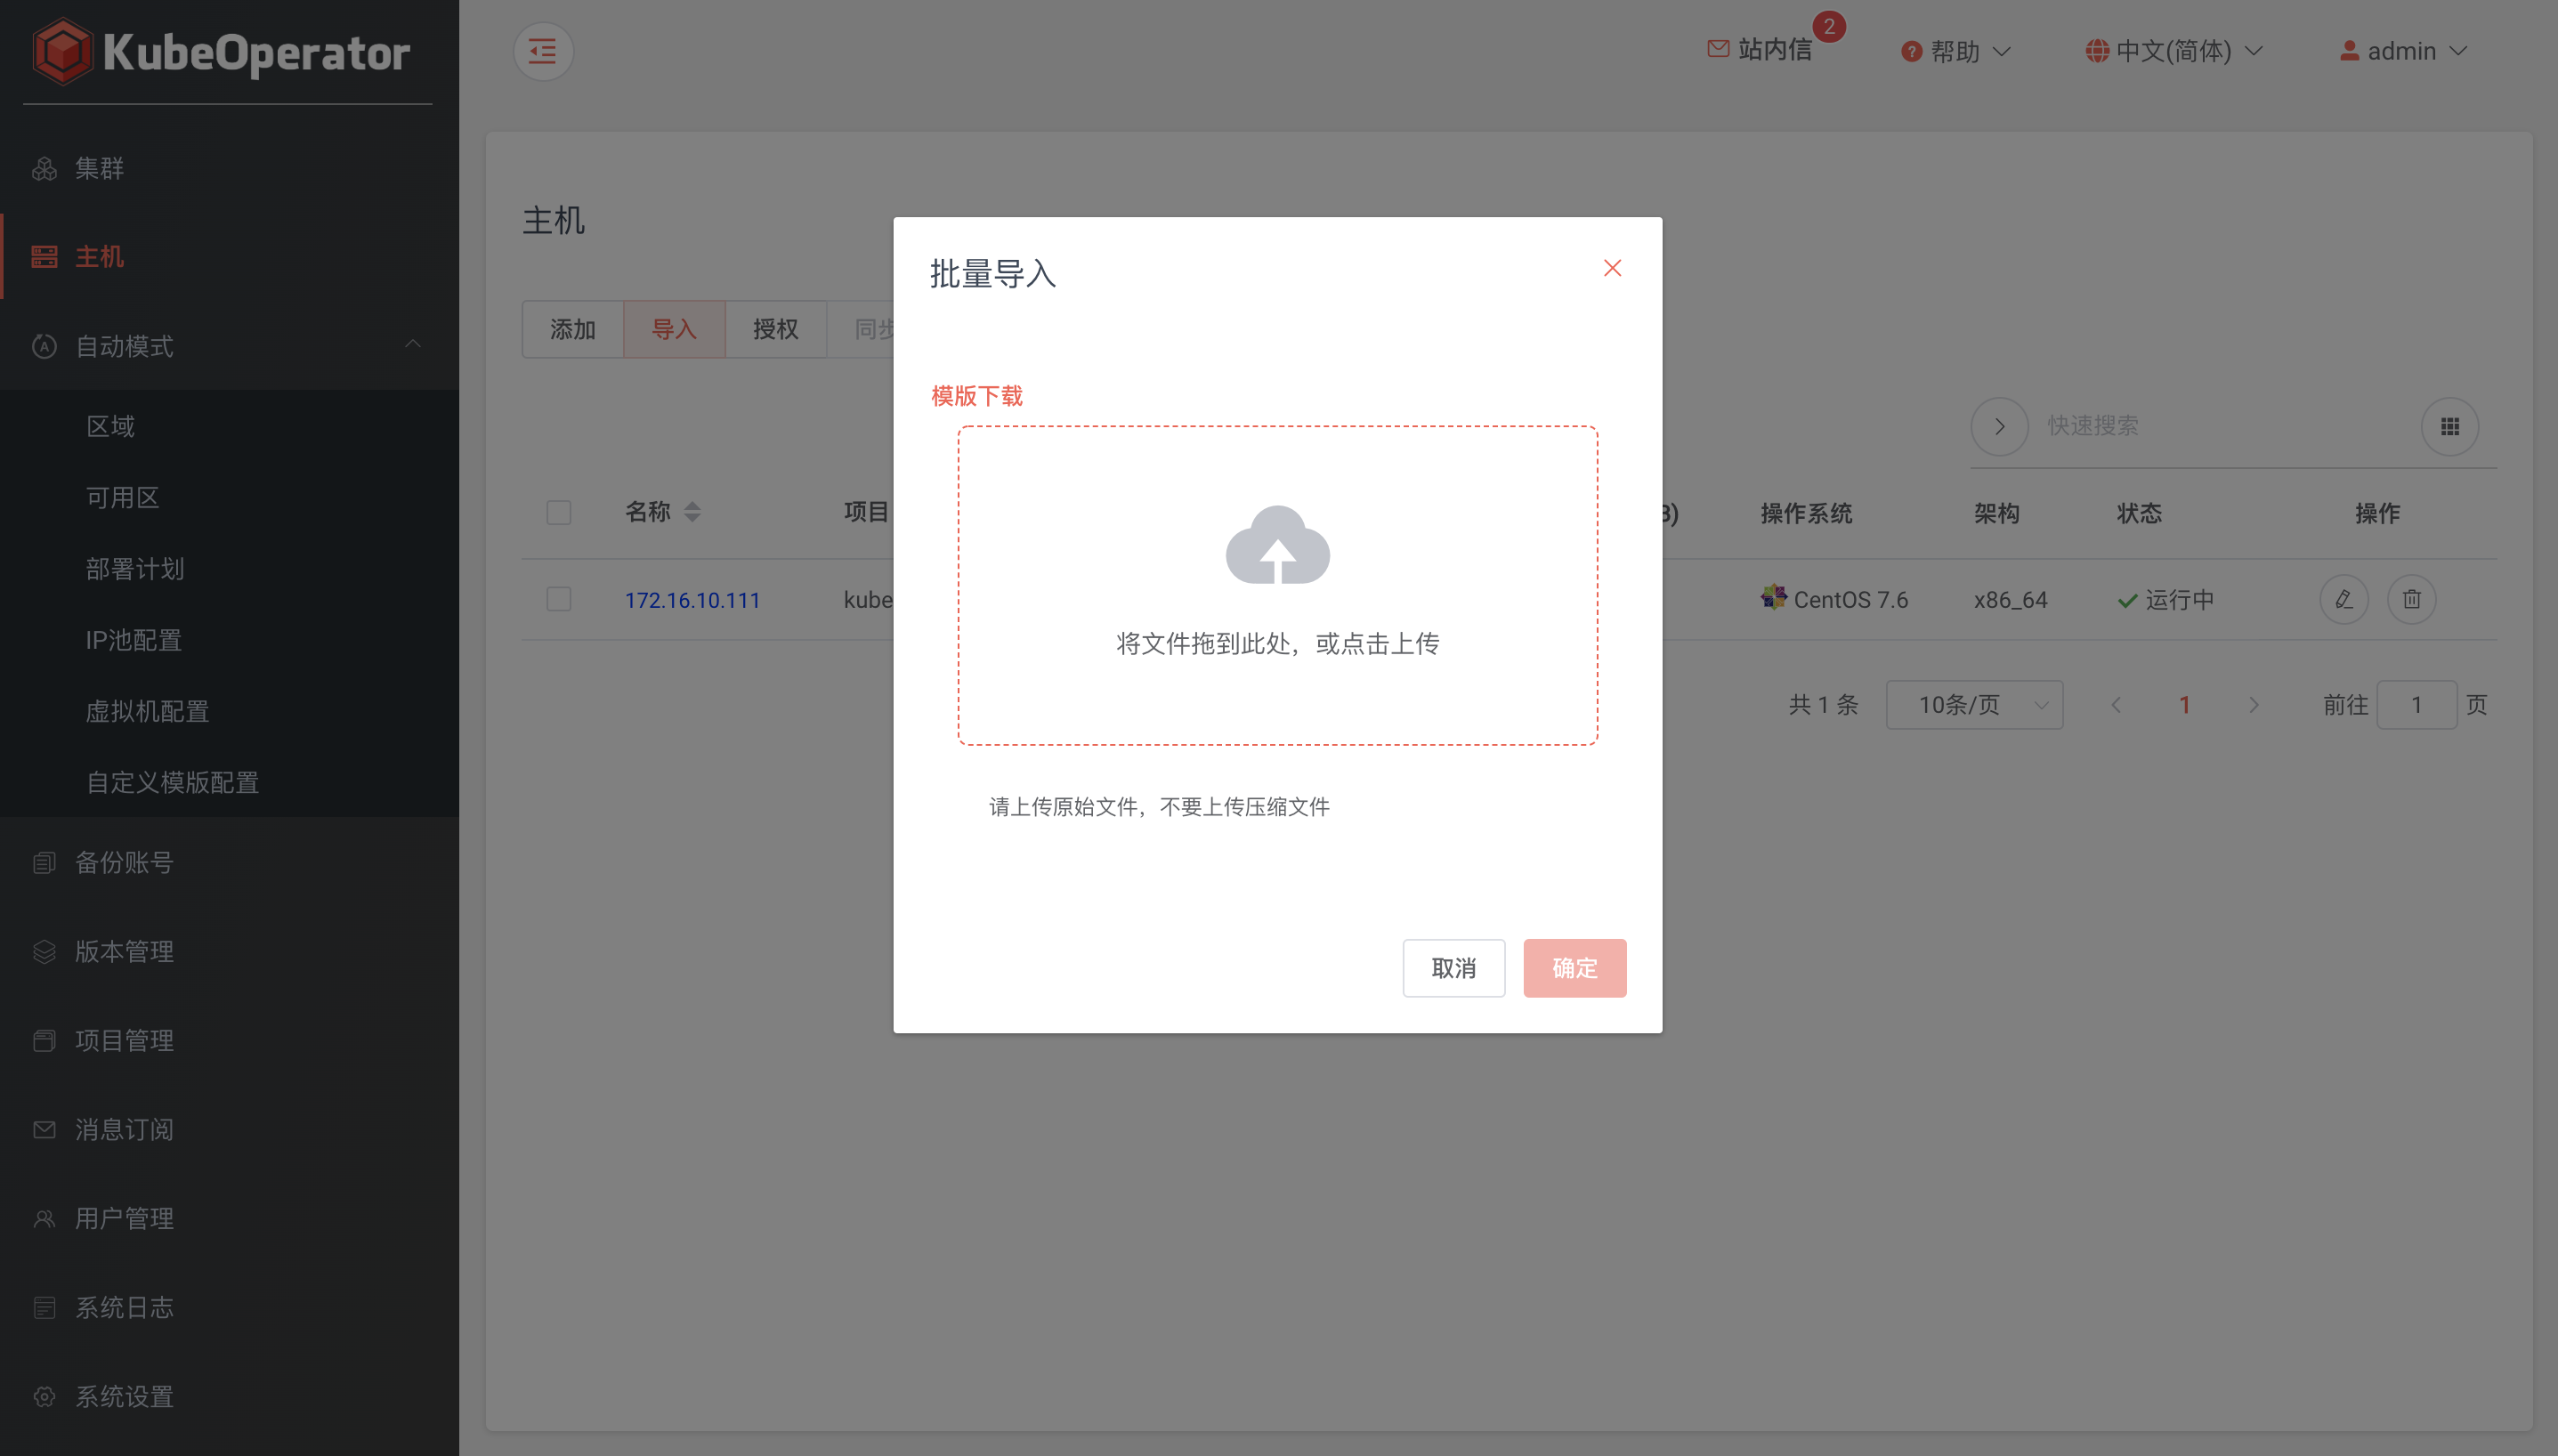 KubeOperator
站内信
2
帮助
中文(简体)
admin
集群
主机
自动模式
区域
可用区
部署计划
IP池配置
虚拟机配置
自定义模版配置
备份账号
版本管理
项目管理
消息订阅
用户管理
系统日志
系统设置
主机
添加 导入 授权 同步
快速搜索
名称 项目 操作系统 架构 状态 操作
172.16.10.111 kube CentOS 7.6 x86_64 运行中
共 1 条 10条/页 1 前往 1 页
批量导入
模版下载
将文件拖到此处，或点击上传
请上传原始文件，不要上传压缩文件
取消 确定